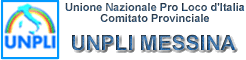 Unione Nazionale Pro Loco d'Italia
Comitato Provinciale
UNPLI
UNPLI MESSINA